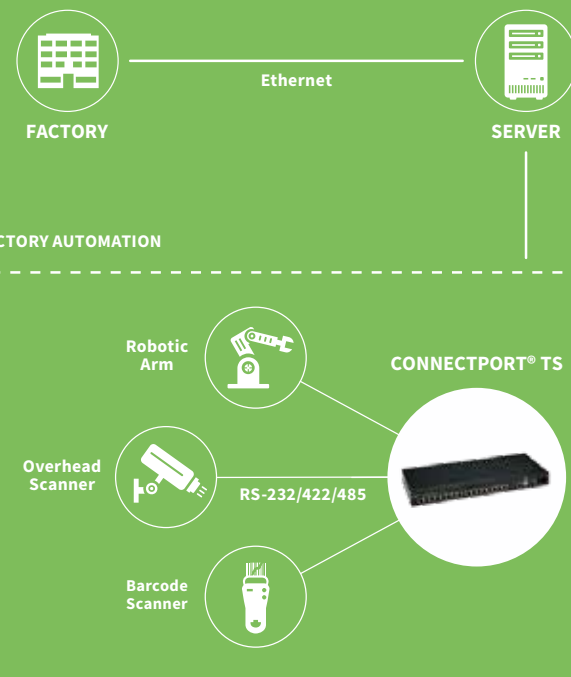 Ethernet
FACTORY
SERVER
CTORY AUTOMATION
Robotic
Arm
CONNECTPORT® TS
Overhead
Scanner
RS-232/422/485
Barcode
Scanner